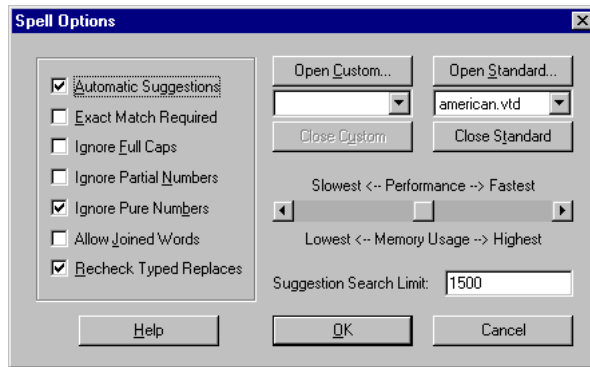 Spell Options
Automatic Suggestions
Exact Match Required
Ignore Full Caps
Ignore Partial Numbers
Ignore Pure Numbers
Allow Joined Words
Recheck Typed Replaces
Open Custom...
Open Standard...
american.vtd
Close Custom
Close Standard
Slowest <-- Performance --> Fastest
Lowest <-- Memory Usage --> Highest
Suggestion Search Limit: 1500
Help
OK
Cancel